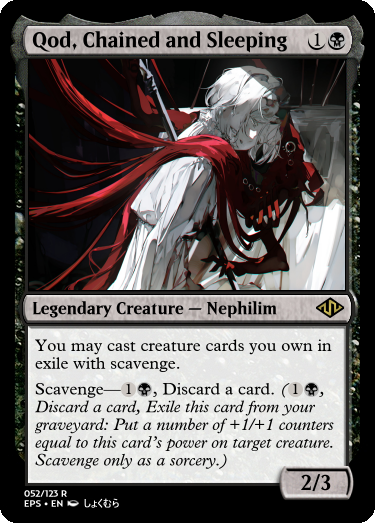 Qod, Chained and Sleeping 1
Legendary Creature — Nephilim
You may cast creature cards you own in
exile with scavenge.
Scavenge—1, Discard a card. (1,
Discard a card, Exile this card from your
graveyard: Put a number of +1/+1 counters
equal to this card's power on target creature.
Scavenge only as a sorcery.)
2/3
052/123 R
EPS • EN しょくむら